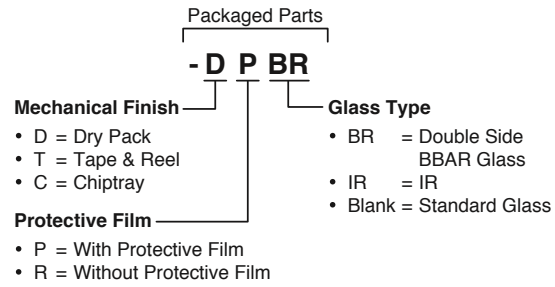 Packaged Parts
- D P BR
Mechanical Finish
• D = Dry Pack
• T = Tape & Reel
• C = Chiptray
Protective Film
• P = With Protective Film
• R = Without Protective Film
Glass Type
• BR = Double Side
BBAR Glass
• IR = IR
• Blank = Standard Glass